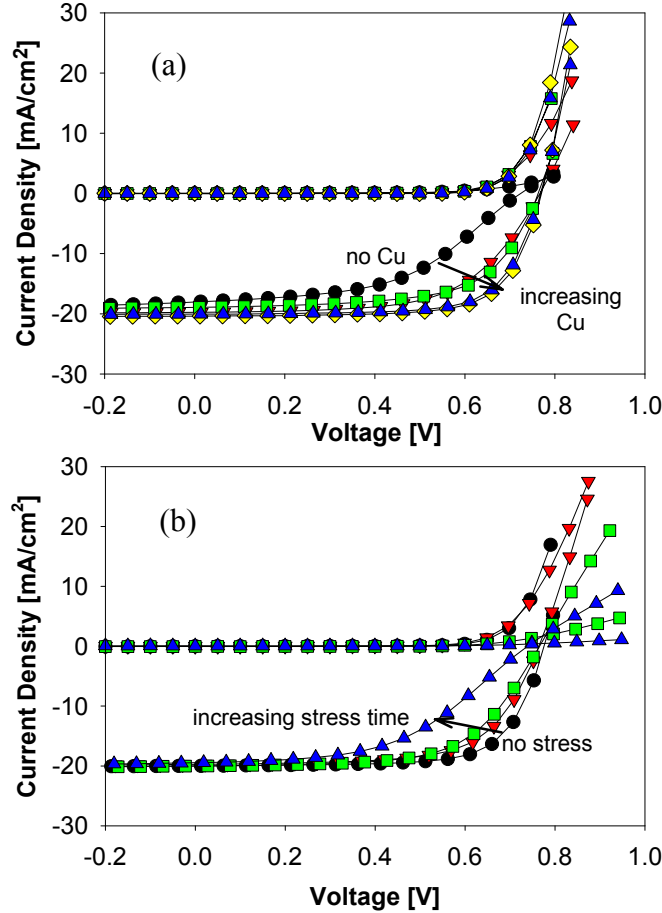 30
20
10
0
-10
-20
-30
Current Density [mA/cm²]
(a)
no Cu
increasing
Cu
-0.2 0.0 0.2 0.4 0.6 0.8 1.0
Voltage [V]
30
20
10
0
-10
-20
-30
Current Density [mA/cm²]
(b)
increasing stress time
no stress
-0.2 0.0 0.2 0.4 0.6 0.8 1.0
Voltage [V]